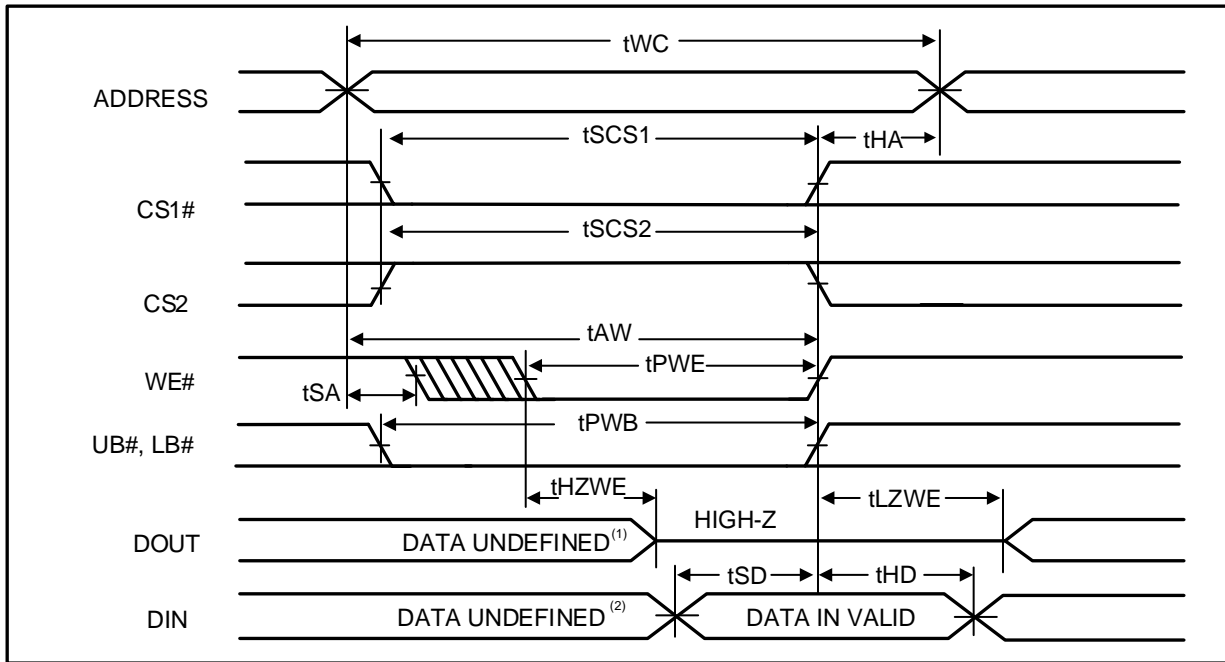 tWC
ADDRESS
tSCS1
tHA
CS1#
tSCS2
CS2
tAW
WE#
tPWE
tSA
tPWB
UB#, LB#
tHZWE
tLZWE
HIGH-Z
DOUT
DATA UNDEFINED(1)
tSD
tHD
DIN
DATA UNDEFINED (2)
DATA IN VALID